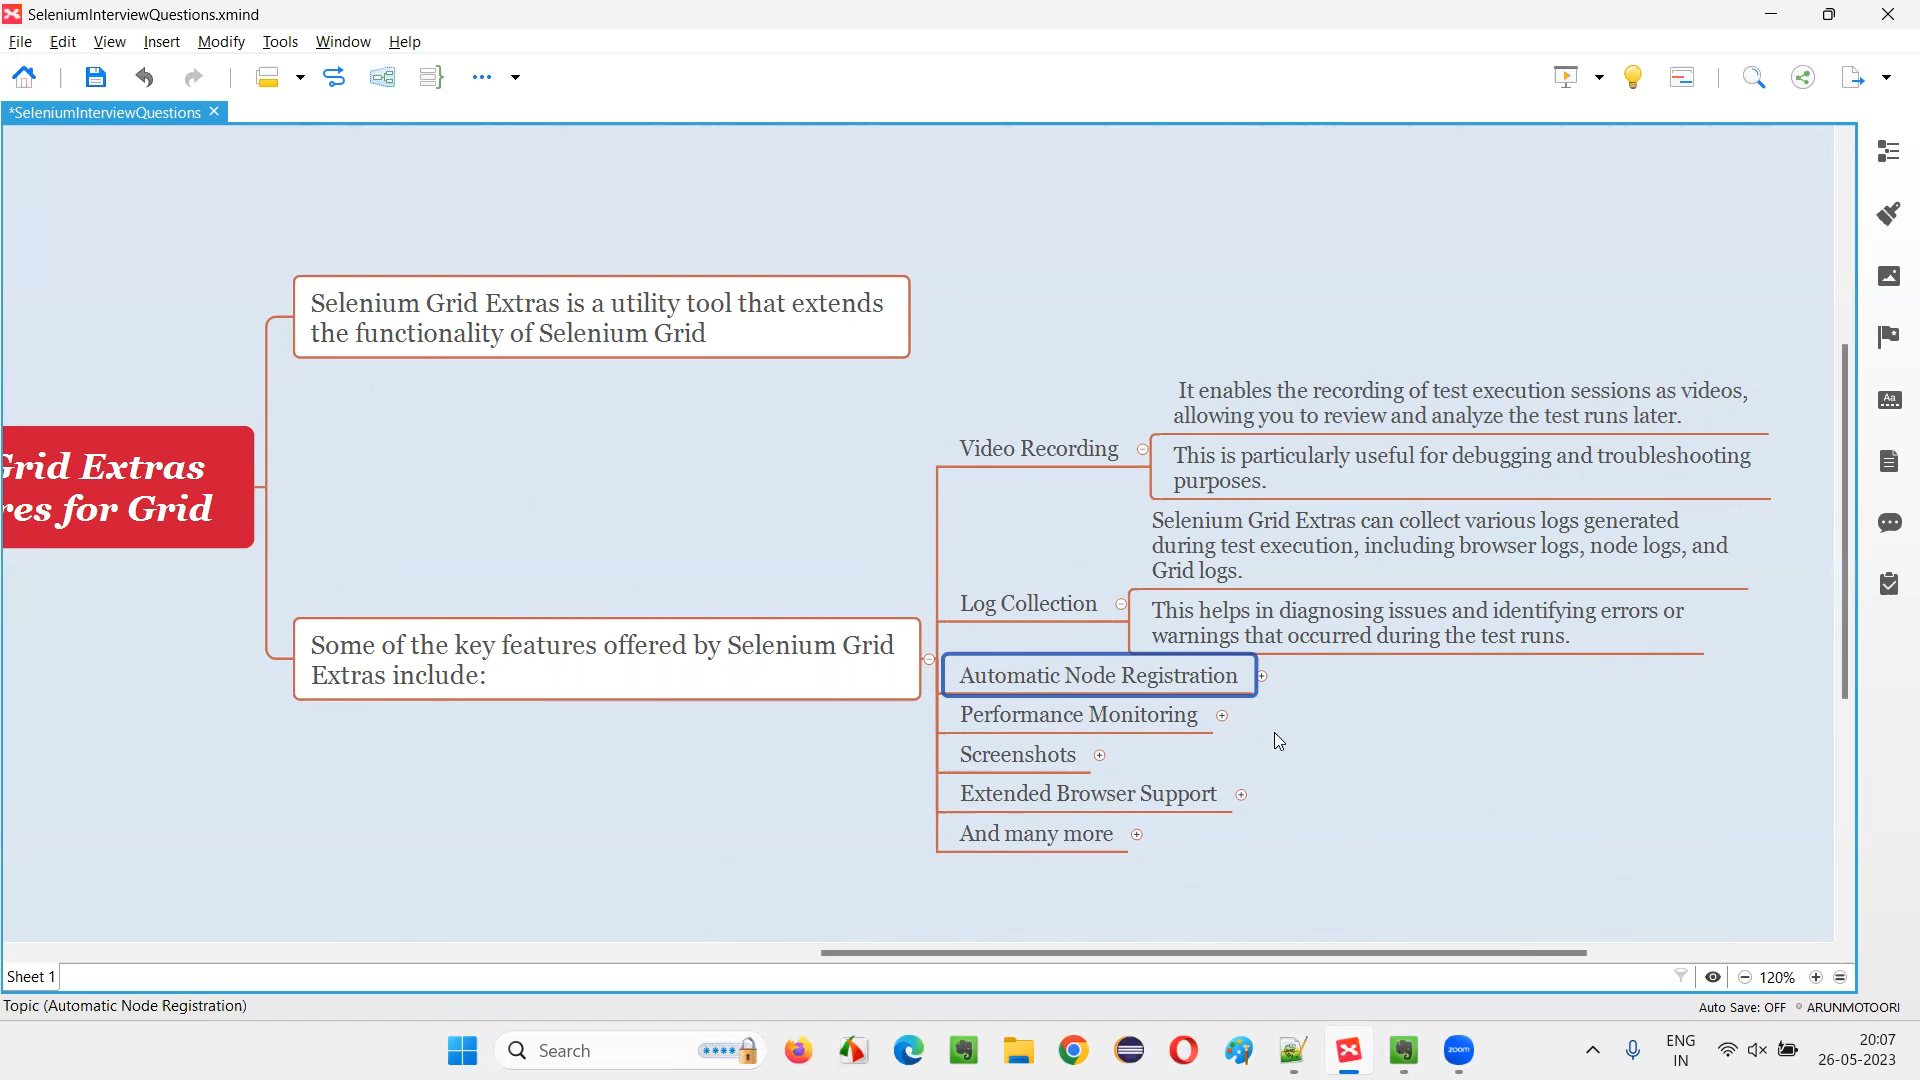 SeleniumInterviewQuestions.xmind
File Edit View Insert Modify Tools Window Help
*SeleniumInterviewQuestions
Selenium Grid Extras is a utility tool that extends
the functionality of Selenium Grid
Grid Extras
res for Grid
Some of the key features offered by Selenium Grid
Extras include:
Video Recording
It enables the recording of test execution sessions as videos,
allowing you to review and analyze the test runs later.
This is particularly useful for debugging and troubleshooting
purposes.
Log Collection
Selenium Grid Extras can collect various logs generated
during test execution, including browser logs, node logs, and
Grid logs.
This helps in diagnosing issues and identifying errors or
warnings that occurred during the test runs.
Automatic Node Registration
Performance Monitoring
Screenshots
Extended Browser Support
And many more
Sheet 1
120%
Topic (Automatic Node Registration)
Auto Save: OFF
ARUNMOTOORI
Search
zoom
ENG
IN
20:07
26-05-2023